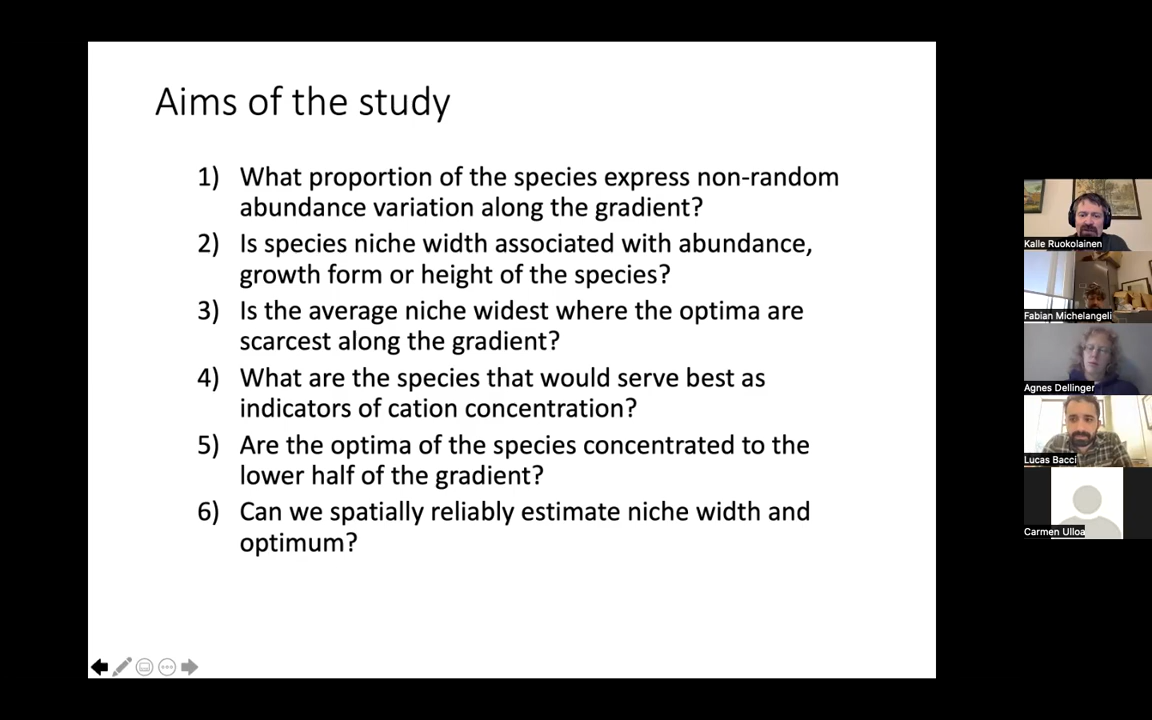 Aims of the study
1) What proportion of the species express non-random
abundance variation along the gradient?
2) Is species niche width associated with abundance,
growth form or height of the species?
3) Is the average niche widest where the optima are
scarcest along the gradient?
4) What are the species that would serve best as
indicators of cation concentration?
5) Are the optima of the species concentrated to the
lower half of the gradient?
6) Can we spatially reliably estimate niche width and
optimum?
Kalle Ruokolainen
Fabian Michelangeli
Agnes Dellinger
Lucas Bacci
Carmen Ulloa